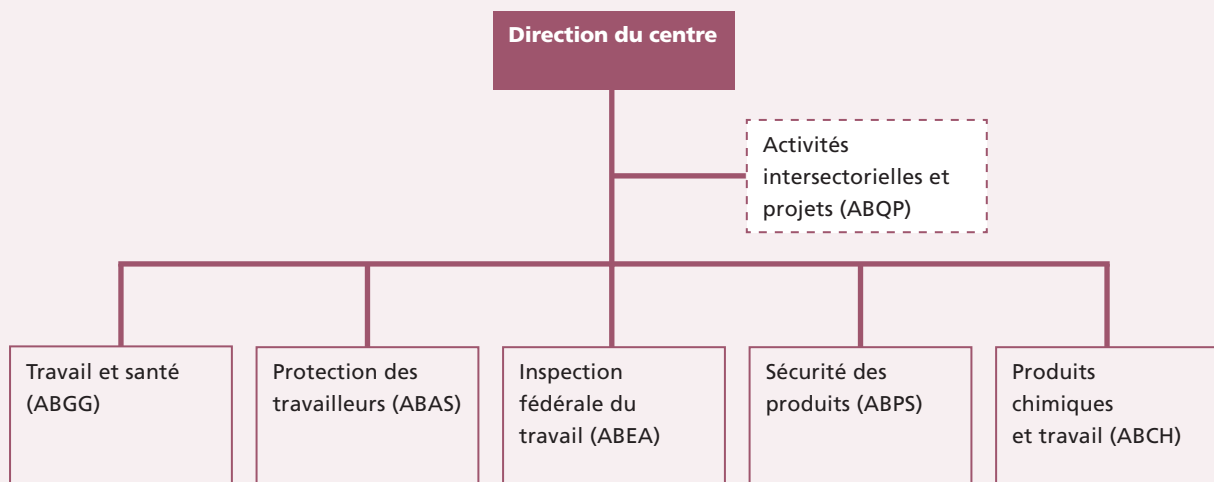 Direction du centre
Activités
intersectorielles et
projets (ABQP)
Travail et santé
(ABGG)
Protection des
travailleurs (ABAS)
Inspection
fédérale du
travail (ABEA)
Sécurité des
produits (ABPS)
Produits
chimiques
et travail (ABCH)